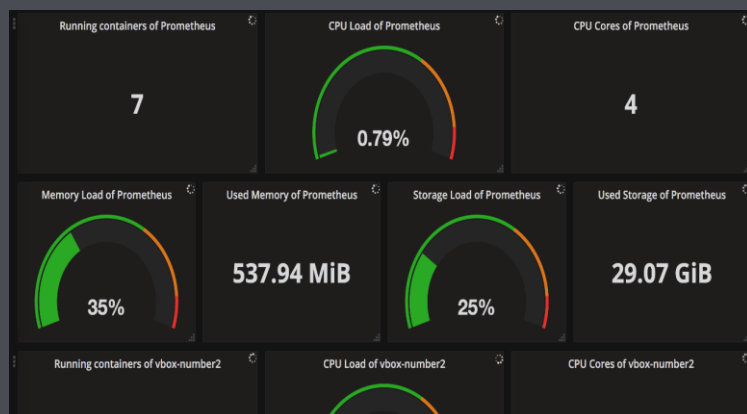 Running containers of Prometheus
CPU Load of Prometheus
CPU Cores of Prometheus
7
0.79%
4
Memory Load of Prometheus
Used Memory of Prometheus
Storage Load of Prometheus
Used Storage of Prometheus
35%
537.94 MiB
25%
29.07 GiB
Running containers of vbox-number2
CPU Load of vbox-number2
CPU Cores of vbox-number2